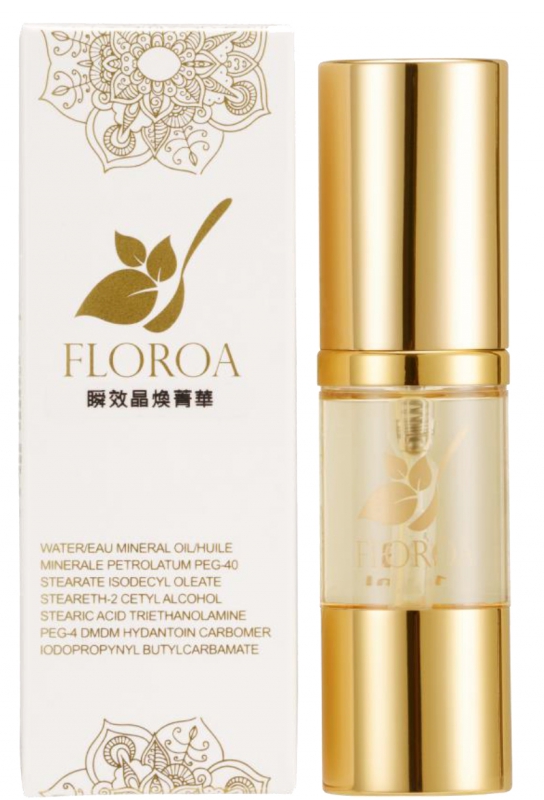 FLOROA
瞬效晶煥菁華
WATER/EAU MINERAL OIL/HUILE
MINERALE PETROLATUM PEG-40
STEARATE ISODECYL OLEATE
STEARETH-2 CETYL ALCOHOL
STEARIC ACID TRIETHANOLAMINE
PEG-4 DMDM HYDANTOIN CARBOMER
IODOPROPYNYL BUTYLCARBAMATE
FLOROA